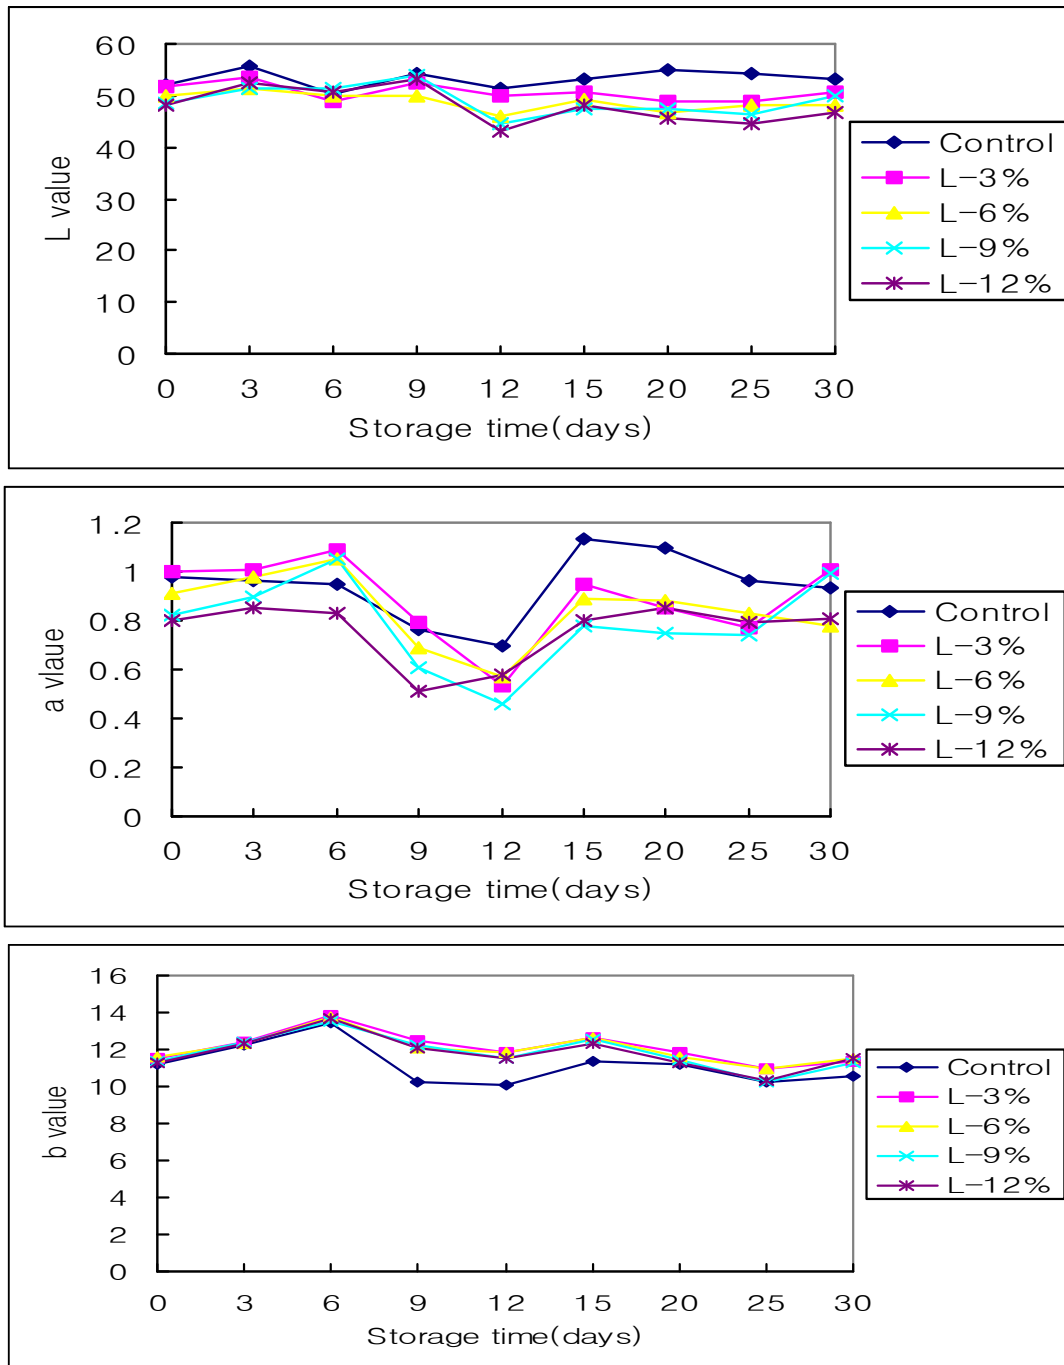 60
50
40
30
20
10
0
L value
0 3 6 9 12 15 20 25 30
Storage time(days)
Control
L-3%
L-6%
L-9%
L-12%
1.2
1
0.8
0.6
0.4
0.2
0
a vlaue
0 3 6 9 12 15 20 25 30
Storage time(days)
Control
L-3%
L-6%
L-9%
L-12%
16
14
12
10
8
6
4
2
0
b value
0 3 6 9 12 15 20 25 30
Storage time(days)
Control
L-3%
L-6%
L-9%
L-12%